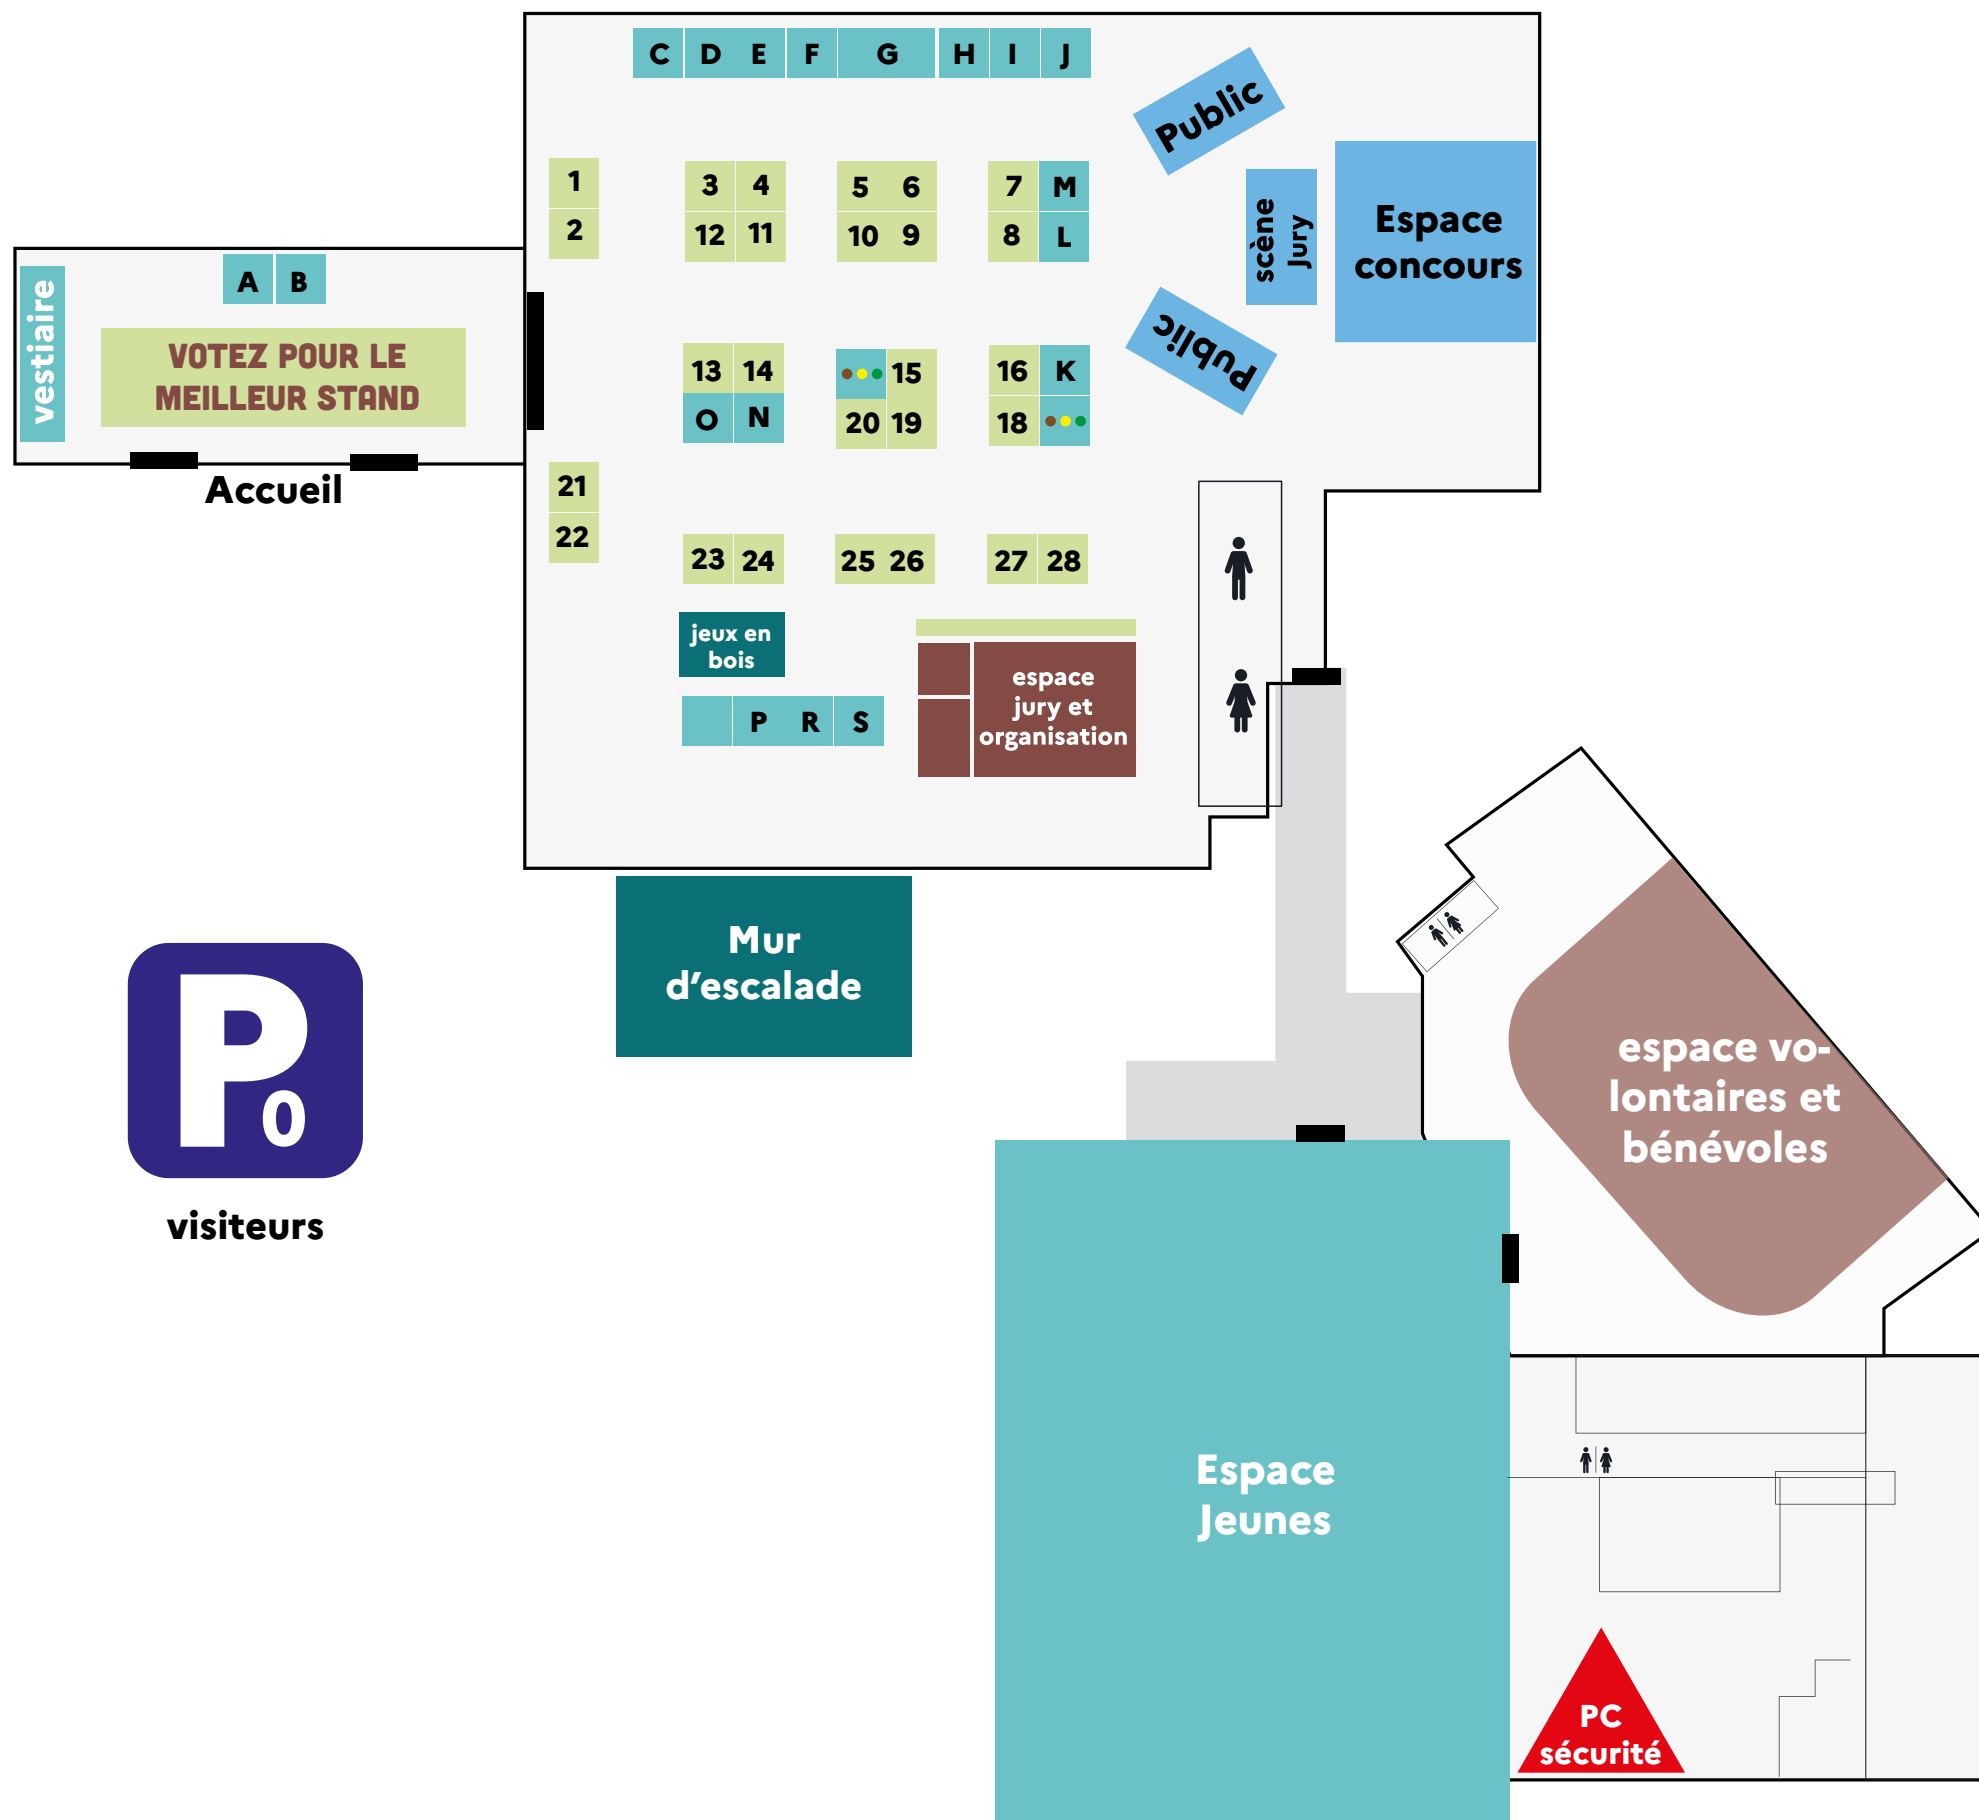 C D E F G H I J
Public
1
3 4
5 6
7 M
2
12 11
10 9
8 L
scène
Jury
Espace
concours
Public
vestiaire
A B
VOTEZ POUR LE
MEILLEUR STAND
Accueil
13 14
O N
15
20 19
16 K
18
21
22
23 24
25 26
27 28
jeux en
bois
P R S
espace
jury et
organisation
Mur
d'escalade
P0
visiteurs
espace vo-
lontaires et
bénévoles
Espace
Jeunes
PC
sécurité